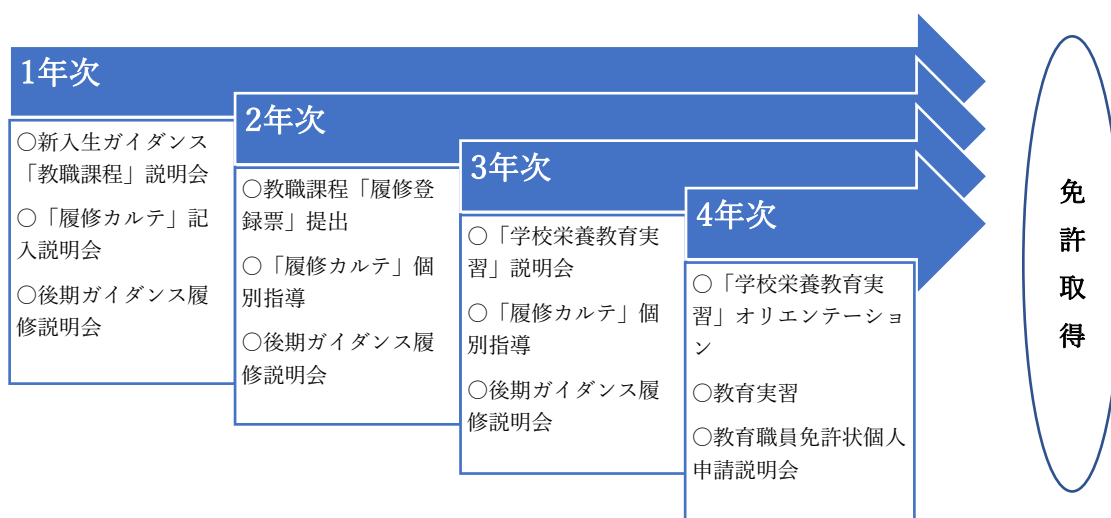 1年次
○新入生ガイダンス
「教職課程」説明会
○「履修カルテ」記
入説明会
○後期ガイダンス履
修説明会
2年次
○教職課程「履修登
録票」提出
○「履修カルテ」個
別指導
○後期ガイダンス履
修説明会
3年次
○「学校栄養教育実
習」説明会
○「履修カルテ」個
別指導
○後期ガイダンス履
修説明会
4年次
○「学校栄養教育実
習」オリエンテーショ
ン
○教育実習
○教育職員免許状個人
申請説明会
免許取得